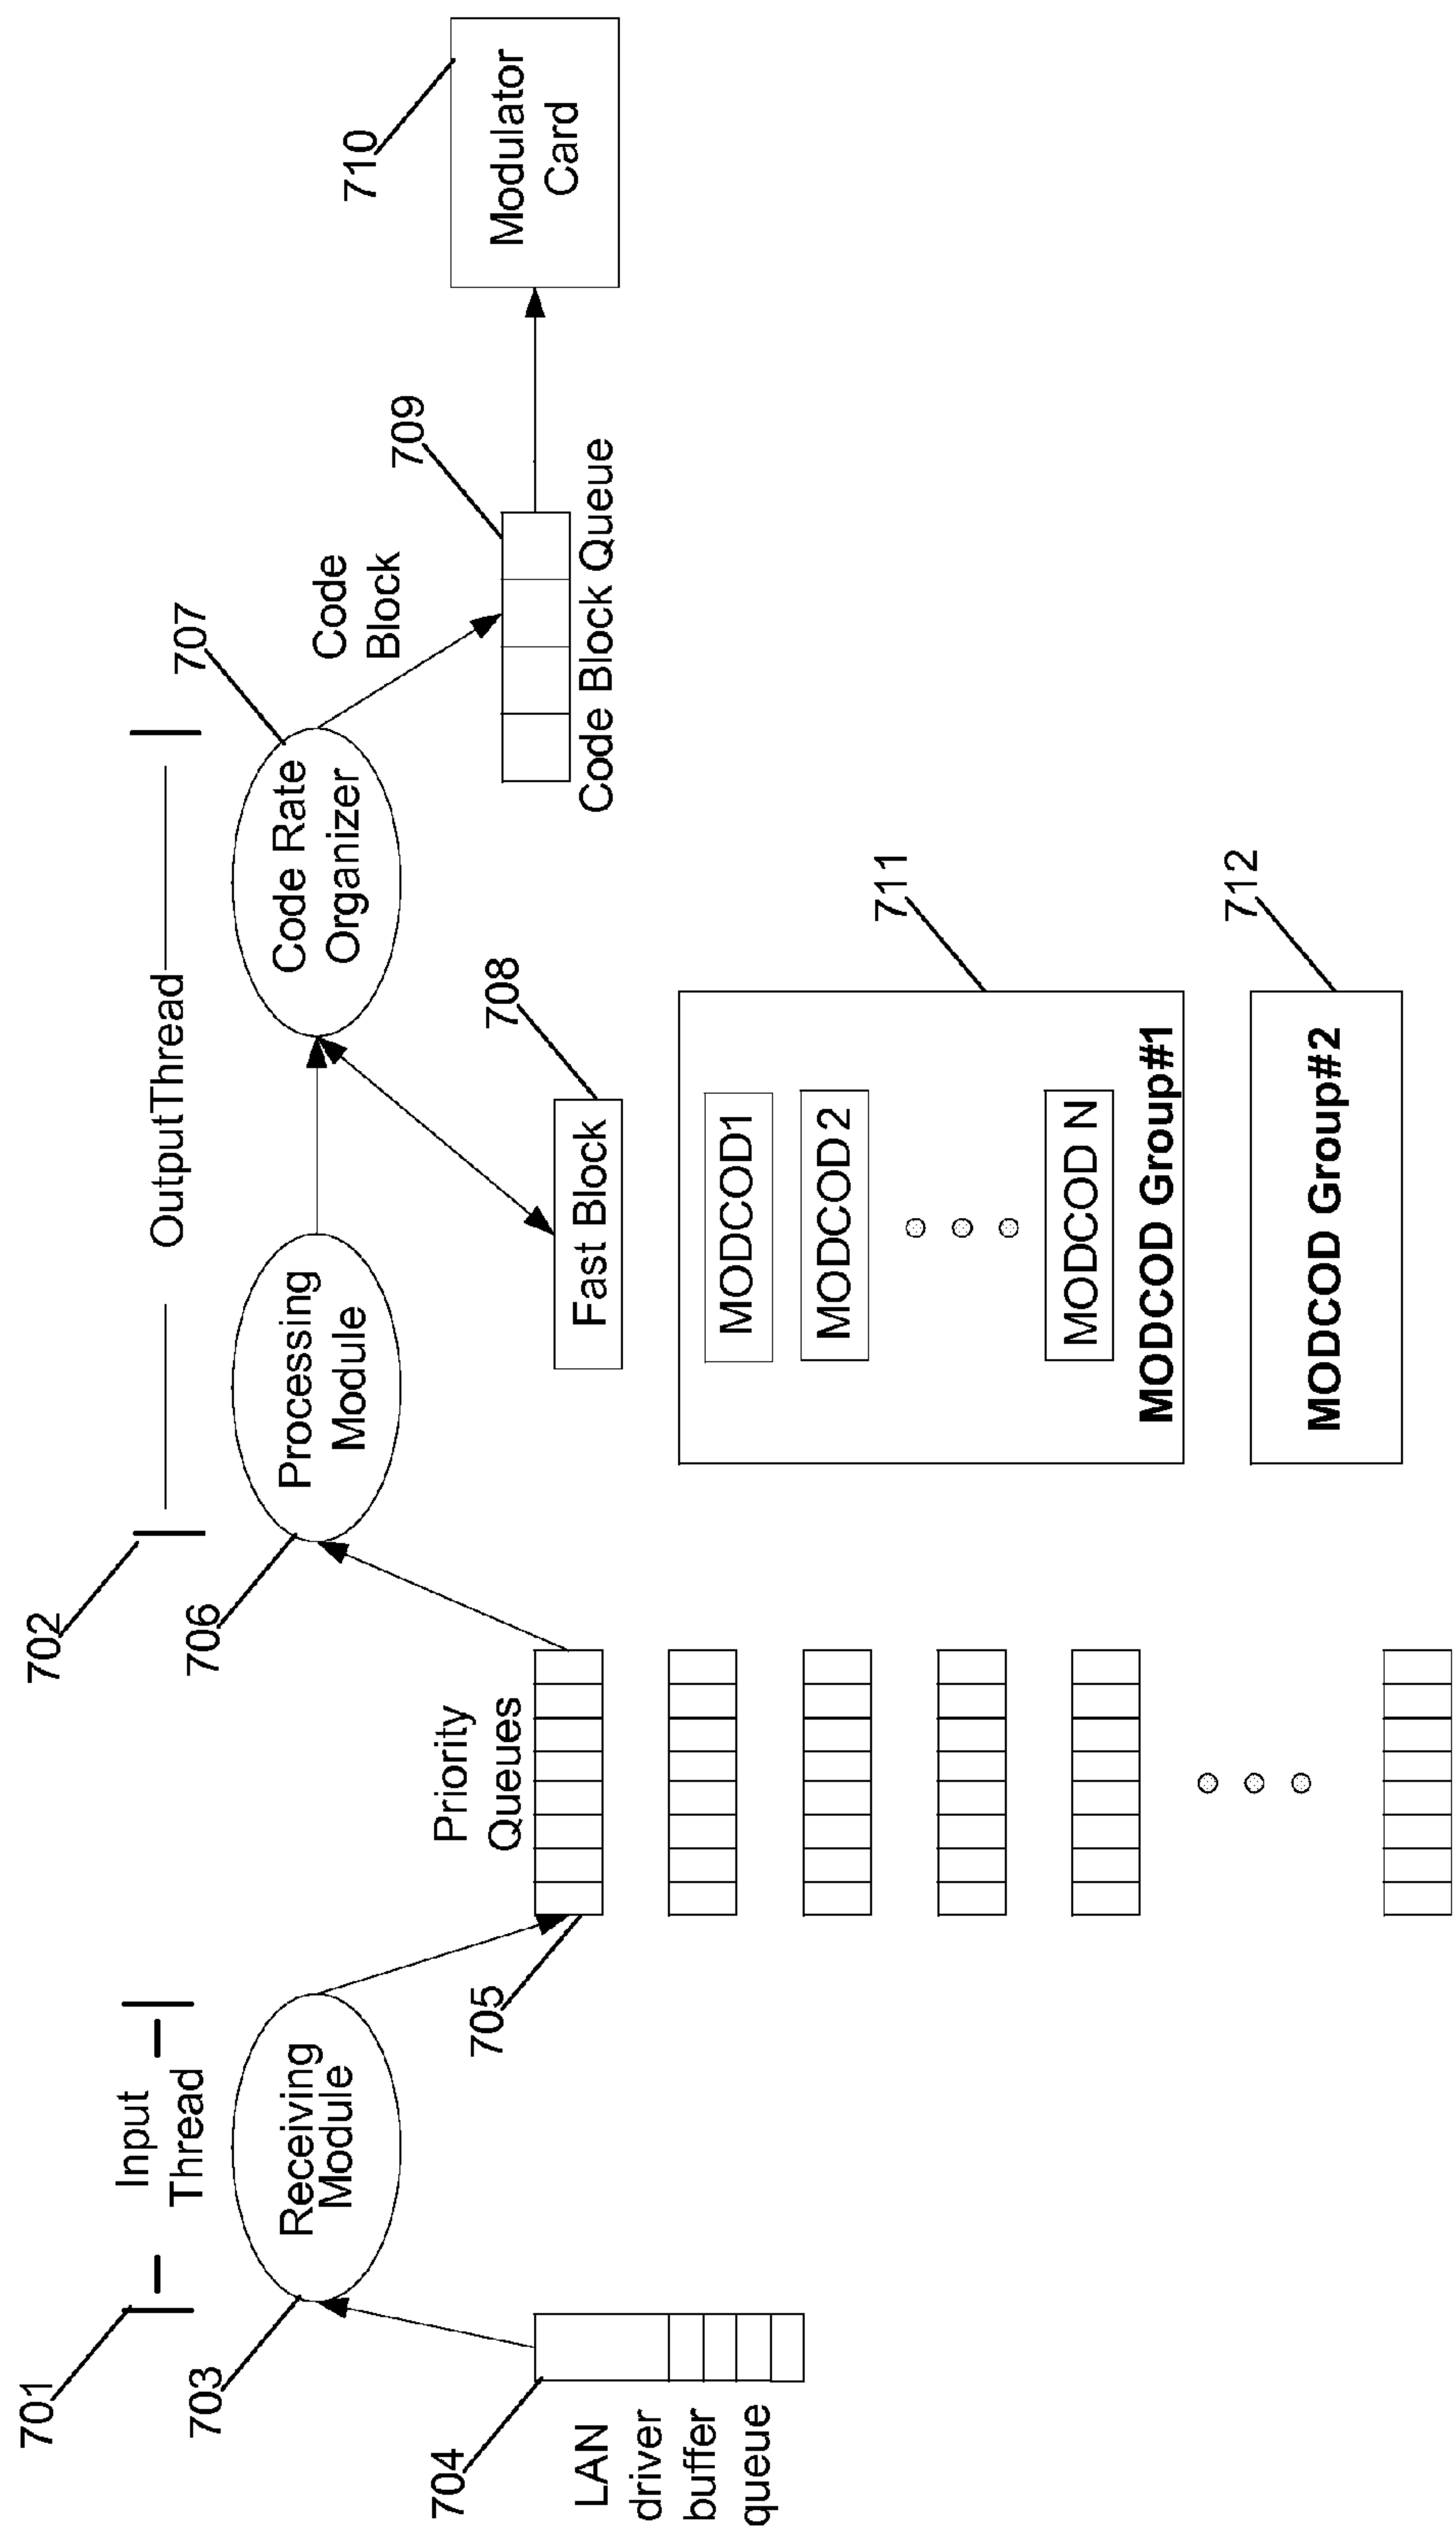 701
Input
Thread
702
OutputThread
703
Receiving
Module
706
Processing
Module
707
Code Rate
Organizer
Code
Block
710
Modulator
Card
704
LAN
driver
buffer
queue
705
Priority
Queues
708
Fast Block
709
Code Block Queue
711
MODCOD1
MODCOD2
MODCOD N
MODCOD Group#1
712
MODCOD Group#2